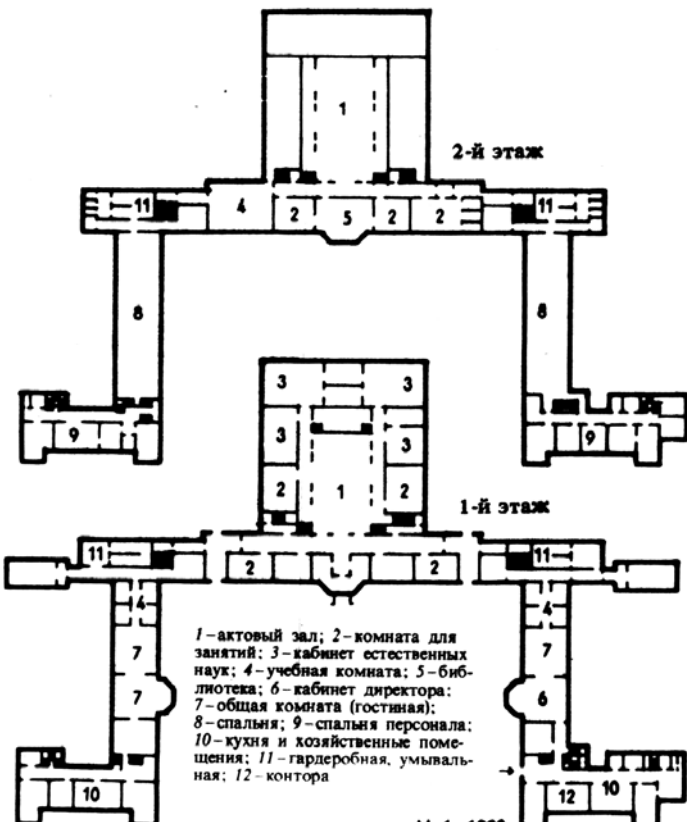 1
2-й этаж
11
4
2
5
2
2
11
8
8
9
9
3
3
3
3
2
1
2
1-й этаж
11
2
2
11
4
4
7
7
7
6
10
12
10
1–актовый зал; 2–комната для
занятий; 3–кабинет естественных
наук; 4–учебная комната; 5–биб-
лиотека; 6–кабинет директора;
7–общая комната (гостиная);
8–спальня; 9–спальня персонала;
10–кухня и хозяйственные поме-
щения; 11–гардеробная, умываль-
ная; 12–контора